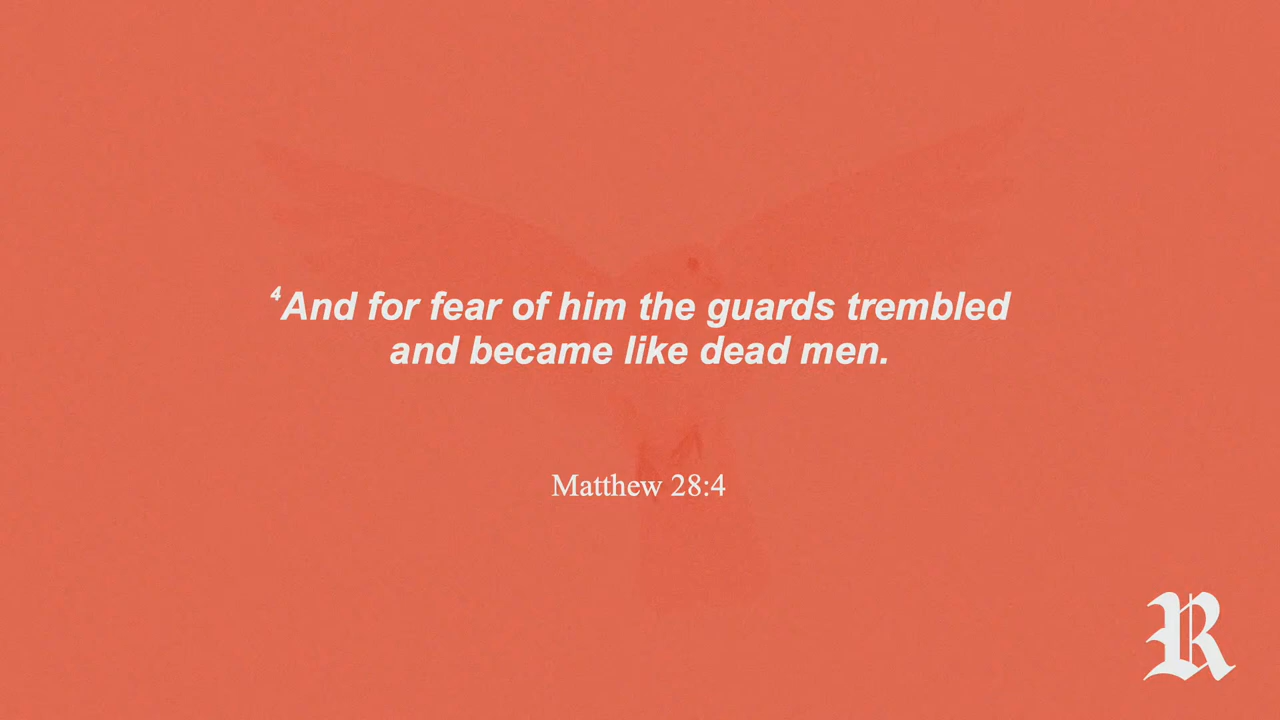 ⁴And for fear of him the guards trembled
and became like dead men.
Matthew 28:4
R